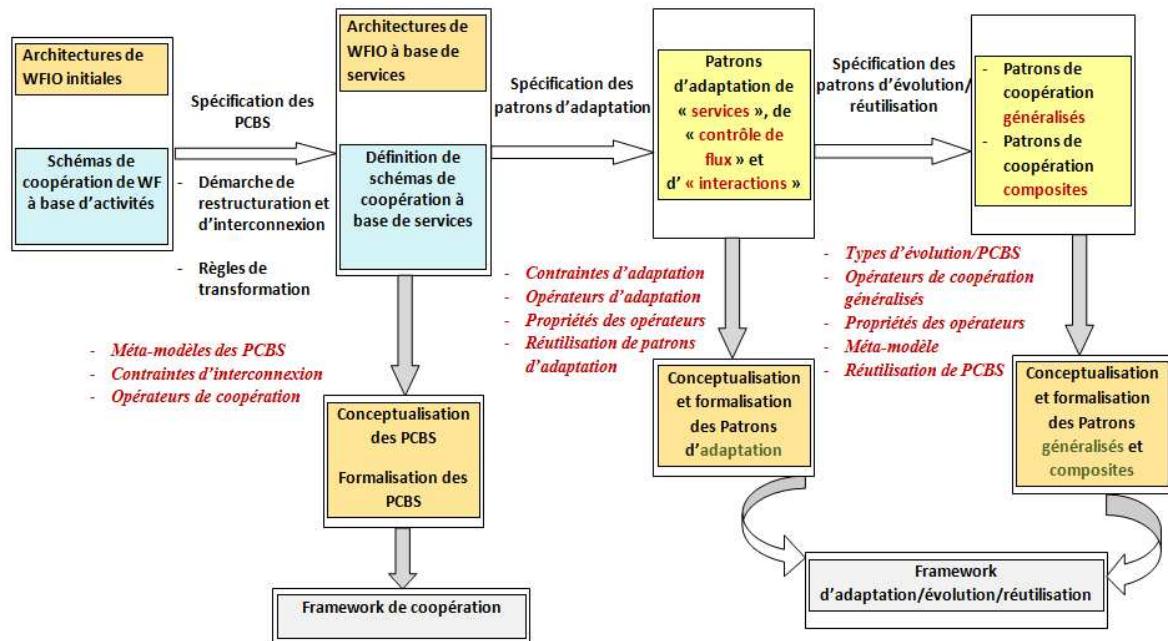 Architectures de
WFIO initiales
Schémas de
coopération de WF
à base d'activités
Spécification des
PCBS
- Démarche de
restructuration et
d'interconnexion
- Règles de
transformation
Architectures de
WFIO à base de
services
Définition de
schémas de
coopération à
base de services
Spécification des
patrons d'adaptation
Patrons
d'adaptation de
« services », de
« contrôle de
flux » et
d' « interactions »
Spécification des
patrons d'évolution/
réutilisation
- Patrons de
coopération
généralisés
- Patrons de
coopération
composites
- Méta-modèles des PCBS
- Contraintes d'interconnexion
- Opérateurs de coopération
- Contraintes d'adaptation
- Opérateurs d'adaptation
- Propriétés des opérateurs
- Réutilisation de patrons
d'adaptation
- Types d'évolution/PCBS
- Opérateurs de coopération
généralisés
- Propriétés des opérateurs
- Méta-modèle
- Réutilisation de PCBS
Conceptualisation
des PCBS
Formalisation des
PCBS
Conceptualisation
et formalisation
des Patrons
d'adaptation
Conceptualisation
et formalisation
des Patrons
généralisés et
composites
Framework de coopération
Framework
d'adaptation/évolution/réutilisation